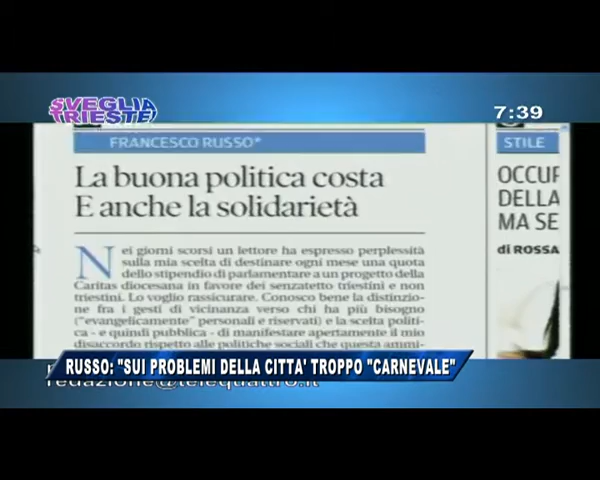 SVEGLIA
TRIESTE!
7:39
FRANCESCO RUSSO*
STILE
La buona politica costa
E anche la solidarietà
OCCUP
DELLA
MA SE
di ROSSA
Nei giorni scorsi un lettore ha espresso perplessità
sulla mia scelta di destinare ogni mese una quota
dello stipendio di parlamentare a un progetto della
Caritas diocesana in favore dei senzatetto triestini e non
triestini. Lo voglio rassicurare. Conosco bene la distinzio-
ne fra i gesti di vicinanza verso chi ha più bisogno
("evangelicamente" personali e riservati) e la scelta politi-
ca - e quindi pubblica - di manifestare apertamente il mio
disaccordo rispetto alle politiche sociali che questa ammi-
RUSSO: "SUI PROBLEMI DELLA CITTA' TROPPO "CARNEVALE"
redazione@telequattro.it